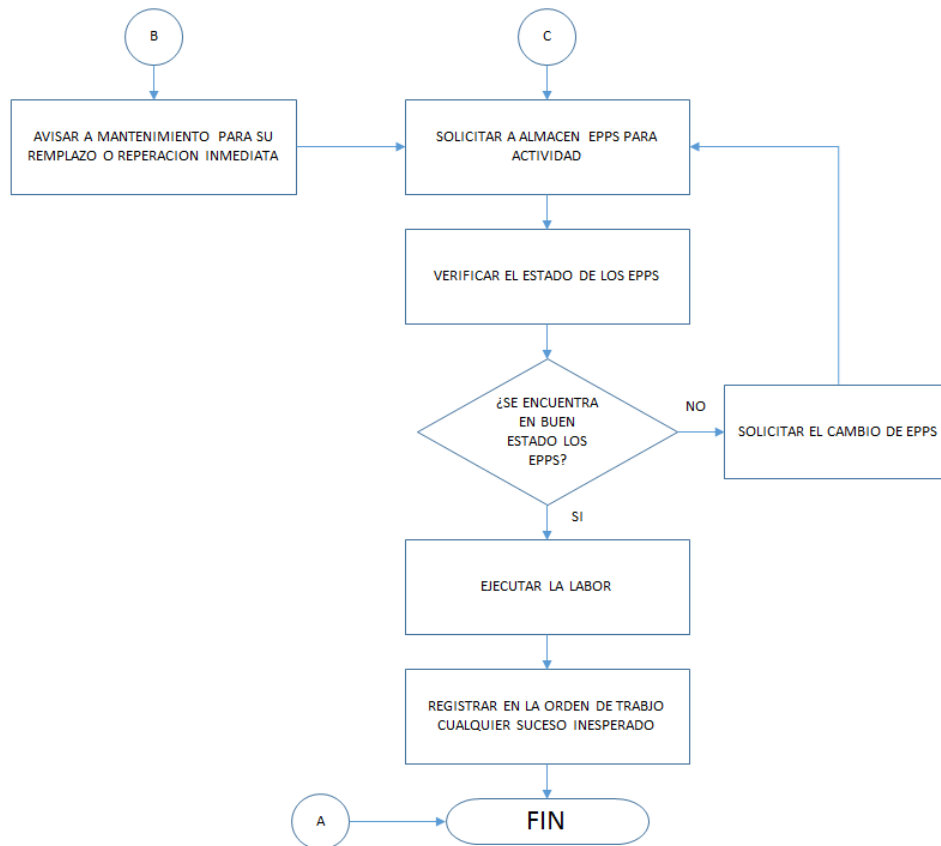 B
C
AVISAR A MANTENIMIENTO PARA SU
REMPLAZO O REPERACION INMEDIATA
SOLICITAR A ALMACEN EPPS PARA
ACTIVIDAD
VERIFICAR EL ESTADO DE LOS EPPS
¿SE ENCUENTRA
EN BUEN
ESTADO LOS
EPPS?
NO
SOLICITAR EL CAMBIO DE EPPS
SI
EJECUTAR LA LABOR
REGISTRAR EN LA ORDEN DE TRABJO
CUALQUIER SUCESO INESPERADO
A
FIN